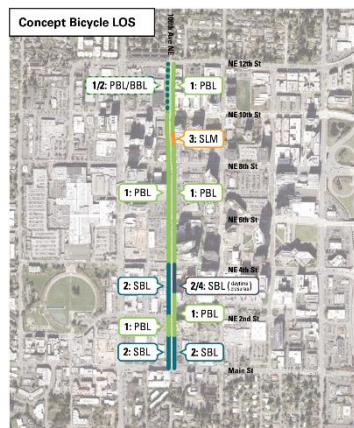 Concept Bicycle LOS
108th Ave NE
NE 12th St
1/2: PBL/BBL
1: PBL
NE 10th St
3: SLM
NE 8th St
1: PBL
1: PBL
NE 6th St
NE 4th St
2: SBL
2/4: SBL (daytime closures)
1: PBL
1: PBL
NE 2nd St
2: SBL
2: SBL
Main St